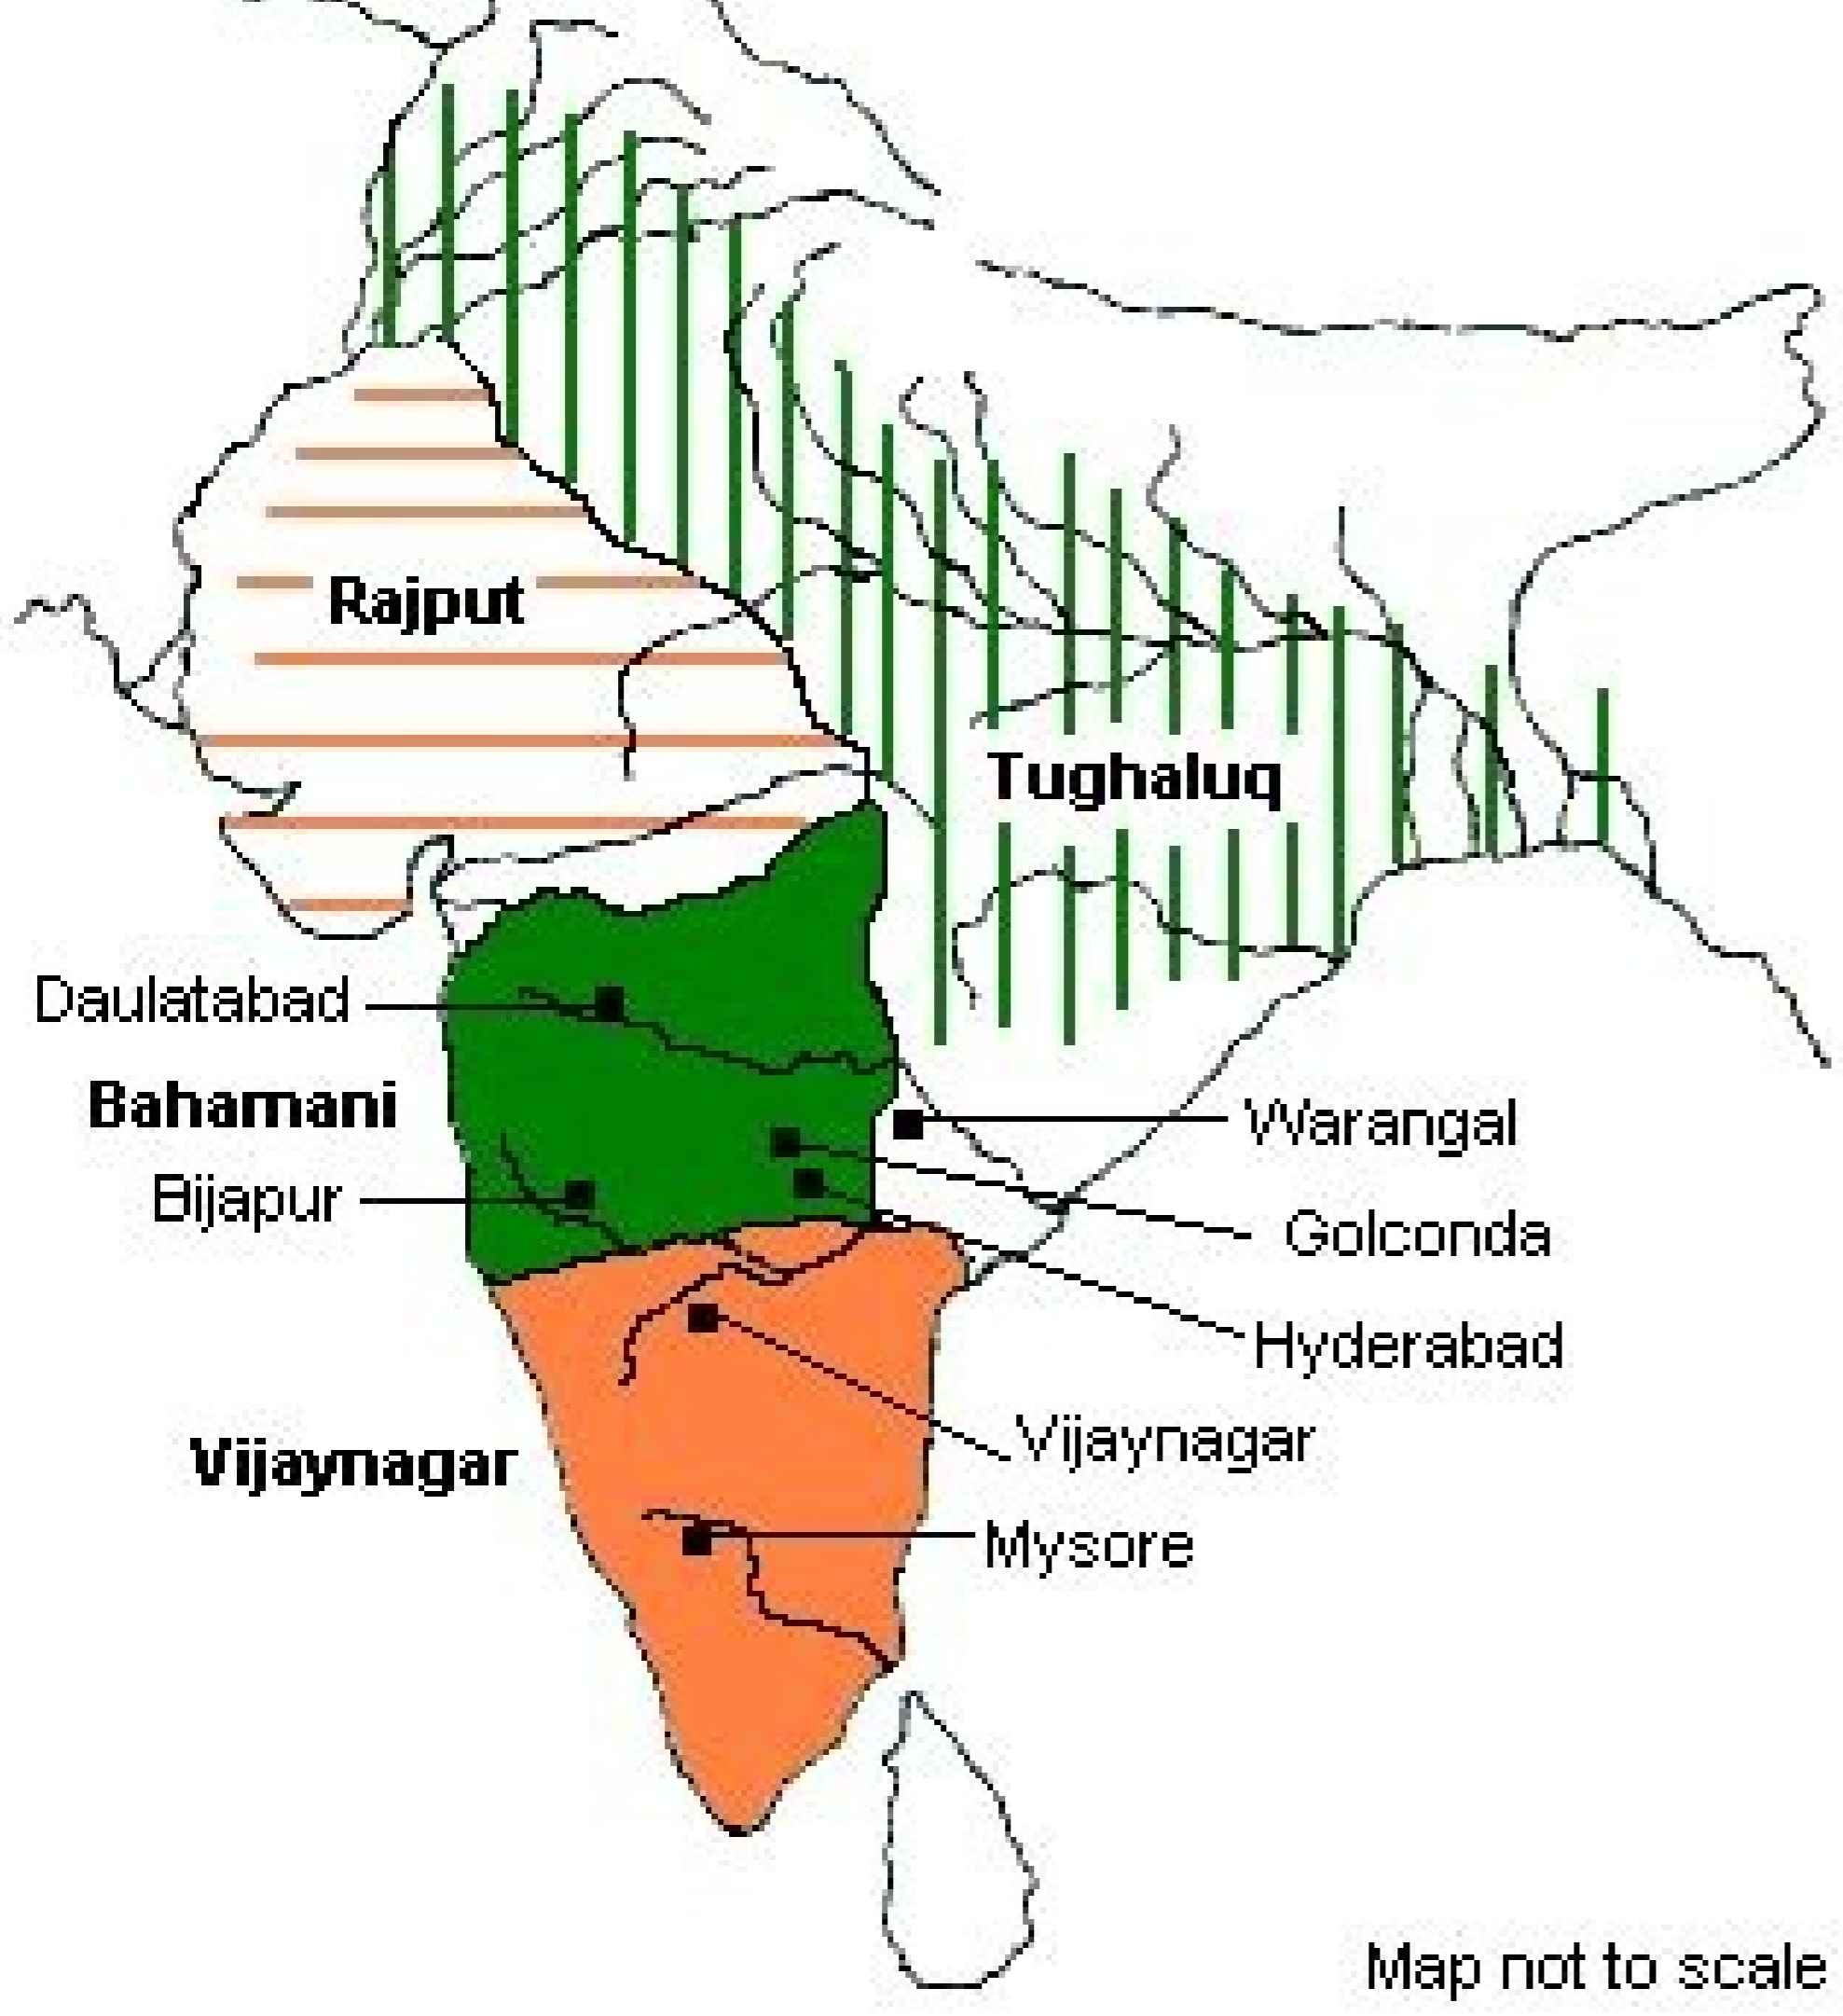 Rajput
Tughaluq
Daulatabad
Bahamani
Warangal
Bijapur
Golconda
Hyderabad
Vijaynagar
Vijaynagar
Mysore
Map not to scale